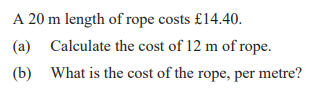 A 20 m length of rope costs £14.40.
(a) Calculate the cost of 12 m of rope.
(b) What is the cost of the rope, per metre?